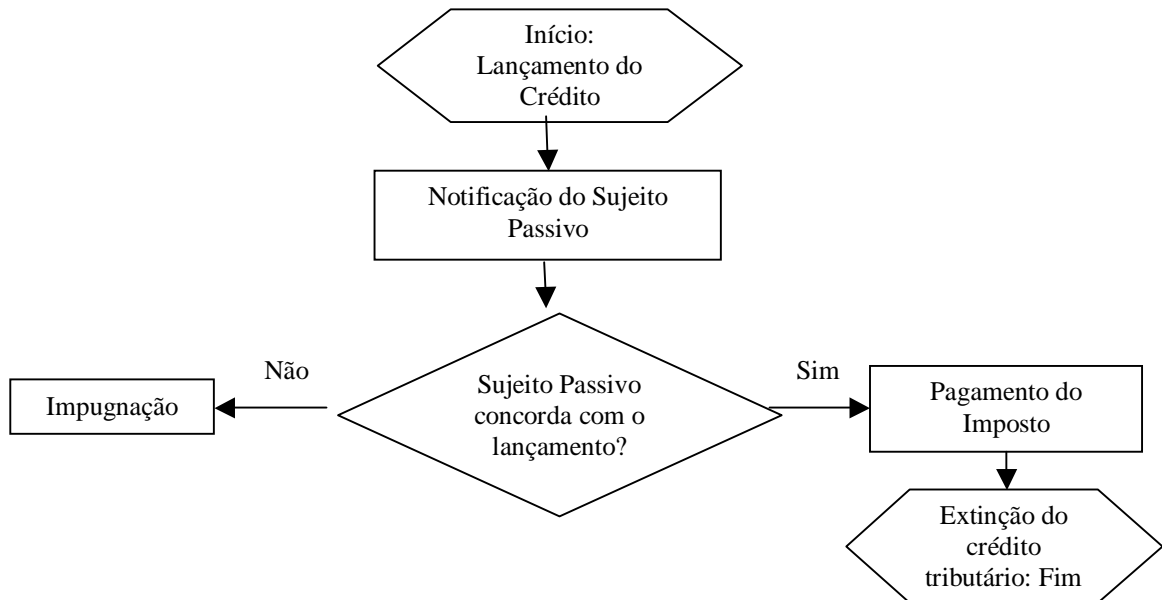 Início:
Lançamento do
Crédito
Notificação do Sujeito
Passivo
Não
Sim
Impugnação
Sujeito Passivo
concorda com o
lançamento?
Pagamento do
Imposto
Extinção do
crédito
tributário: Fim